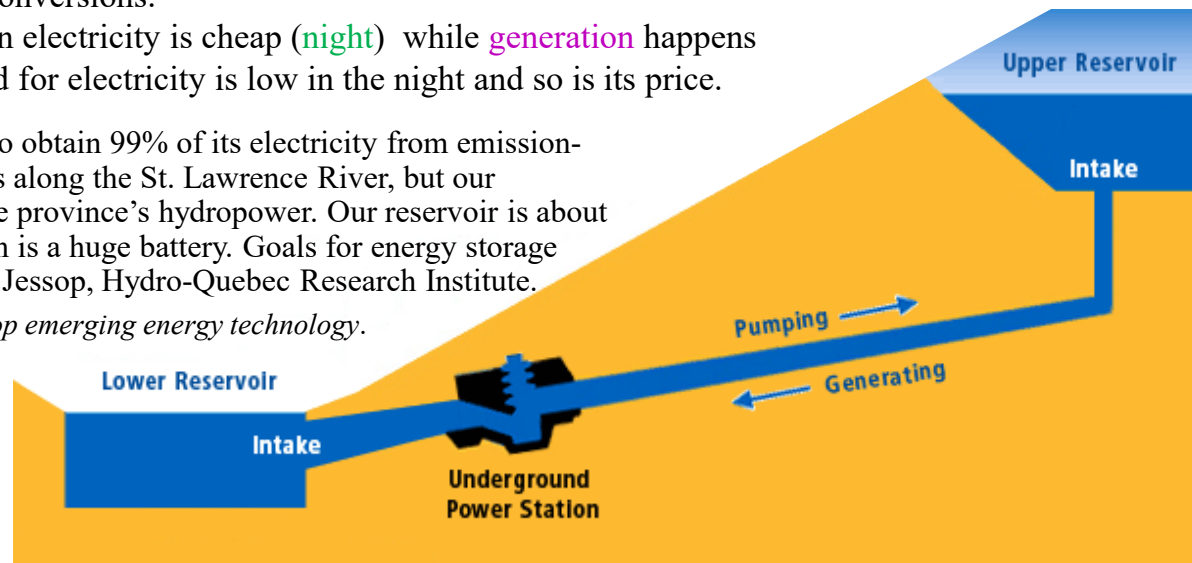 onversions.
n electricity is cheap (night) while generation happens
d for electricity is low in the night and so is its price.
o obtain 99% of its electricity from emission-
s along the St. Lawrence River, but our
e province's hydropower. Our reservoir is about
n is a huge battery. Goals for energy storage
Jessop, Hydro-Quebec Research Institute.
op emerging energy technology.
Upper Reservoir
Intake
Pumping
Generating
Lower Reservoir
Intake
Underground
Power Station